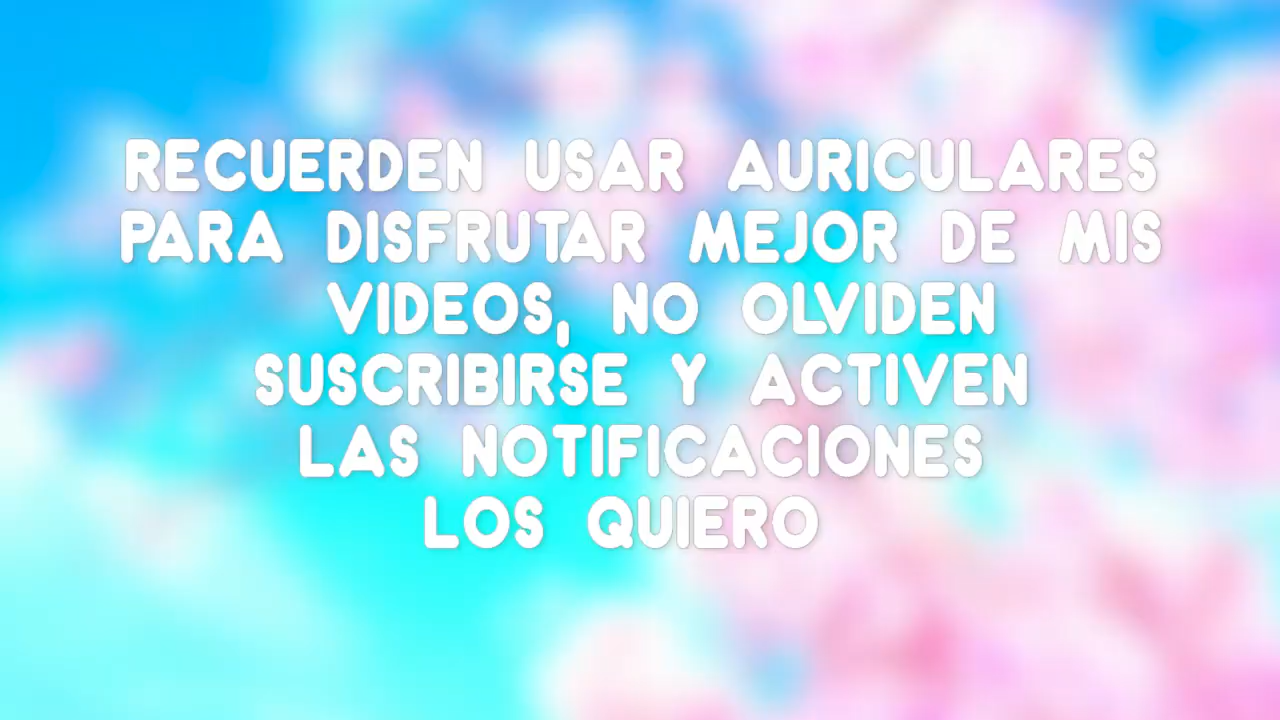 RECUERDEN USAR AURICULARES
PARA DISFRUTAR MEJOR DE MIS
VIDEOS, NO OLVIDEN
SUSCRIBIRSE Y ACTIVEN
LAS NOTIFICACIONES
LOS QUIERO